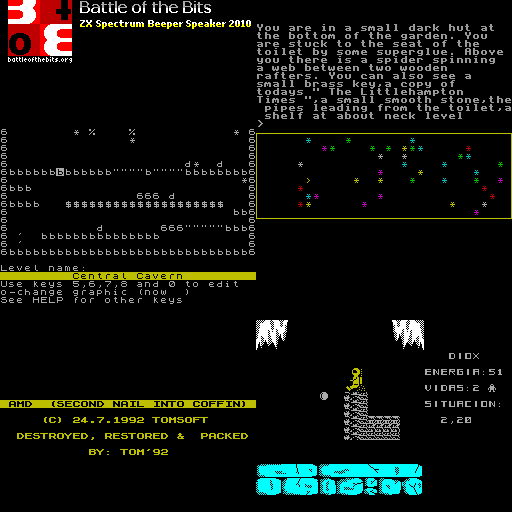 Battle of the Bits
ZX Spectrum Beeper Speaker 2010
battleofthebits.org
You are in a small dark hut at
the bottom of the garden. You
are stuck to the seat of the
toilet by some superglue. Above
you there is a spider spinning
a web between two wooden
rafters. You can also see a
small brass key,a copy of
todays " The Littlehampton
Times ",a small smooth stone,the
pipes leading from the toilet,a
shelf at about neck level
>
Level name:
Central Cavern
Use keys 5,6,7,8 and 0 to edit
o-change graphic (now  )
See HELP for other keys
DIOX
ENERGIA:51
VIDAS:2
SITUACION:
2,20
AMD (SECOND NAIL INTO COFFIN)
(C) 24.7.1992 TOMSOFT
DESTROYED, RESTORED & PACKED
BY: TOM'92